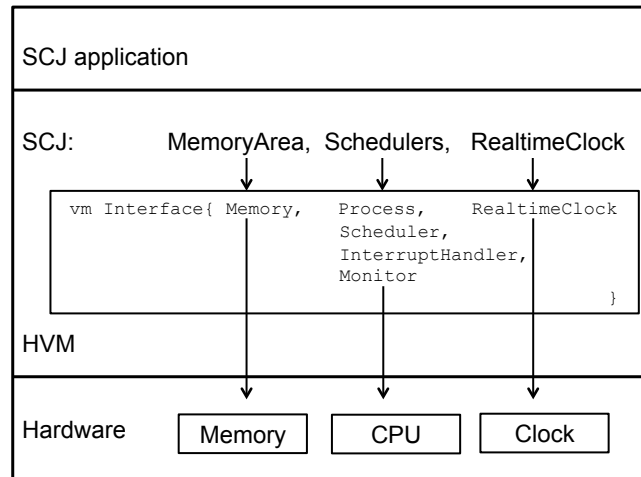 SCJ application
SCJ: MemoryArea, Schedulers, RealtimeClock
vm Interface{ Memory, Process, RealtimeClock
Scheduler,
InterruptHandler,
Monitor
}
HVM
Hardware Memory CPU Clock